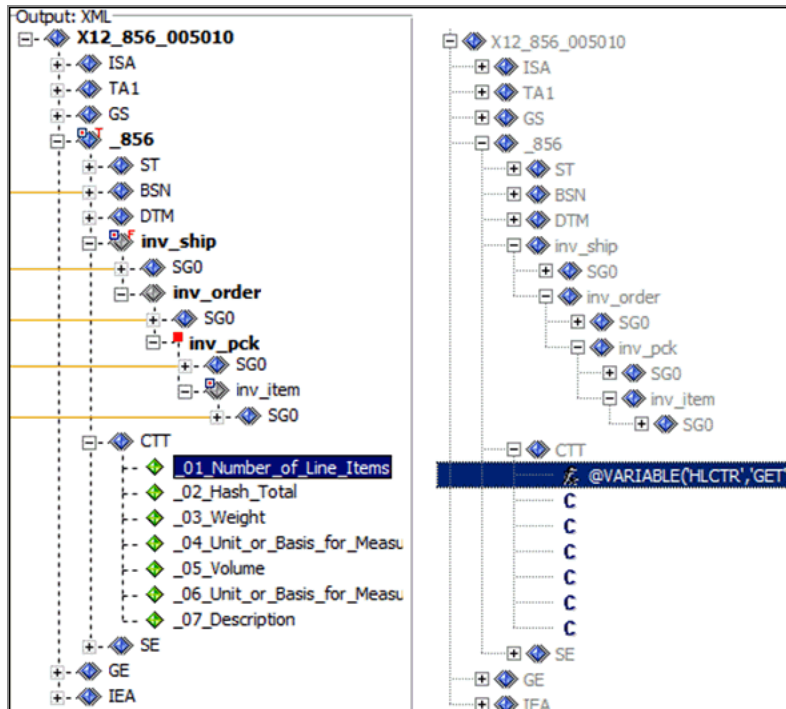 Output: XML
X12_856_005010
ISA
TA1
GS
_856
ST
BSN
DTM
inv_ship
SG0
inv_order
SG0
inv_pck
SG0
inv_item
SG0
CTT
_01_Number_of_Line_Items
_02_Hash_Total
_03_Weight
_04_Unit_or_Basis_for_Measu
_05_Volume
_06_Unit_or_Basis_for_Measu
_07_Description
SE
GE
IEA
X12_856_005010
ISA
TA1
GS
_856
ST
BSN
DTM
inv_ship
SG0
inv_order
SG0
inv_pck
SG0
inv_item
SG0
CTT
@VARIABLE('HLCTR','GET'
C
C
C
C
C
C
SE
GE
IEA